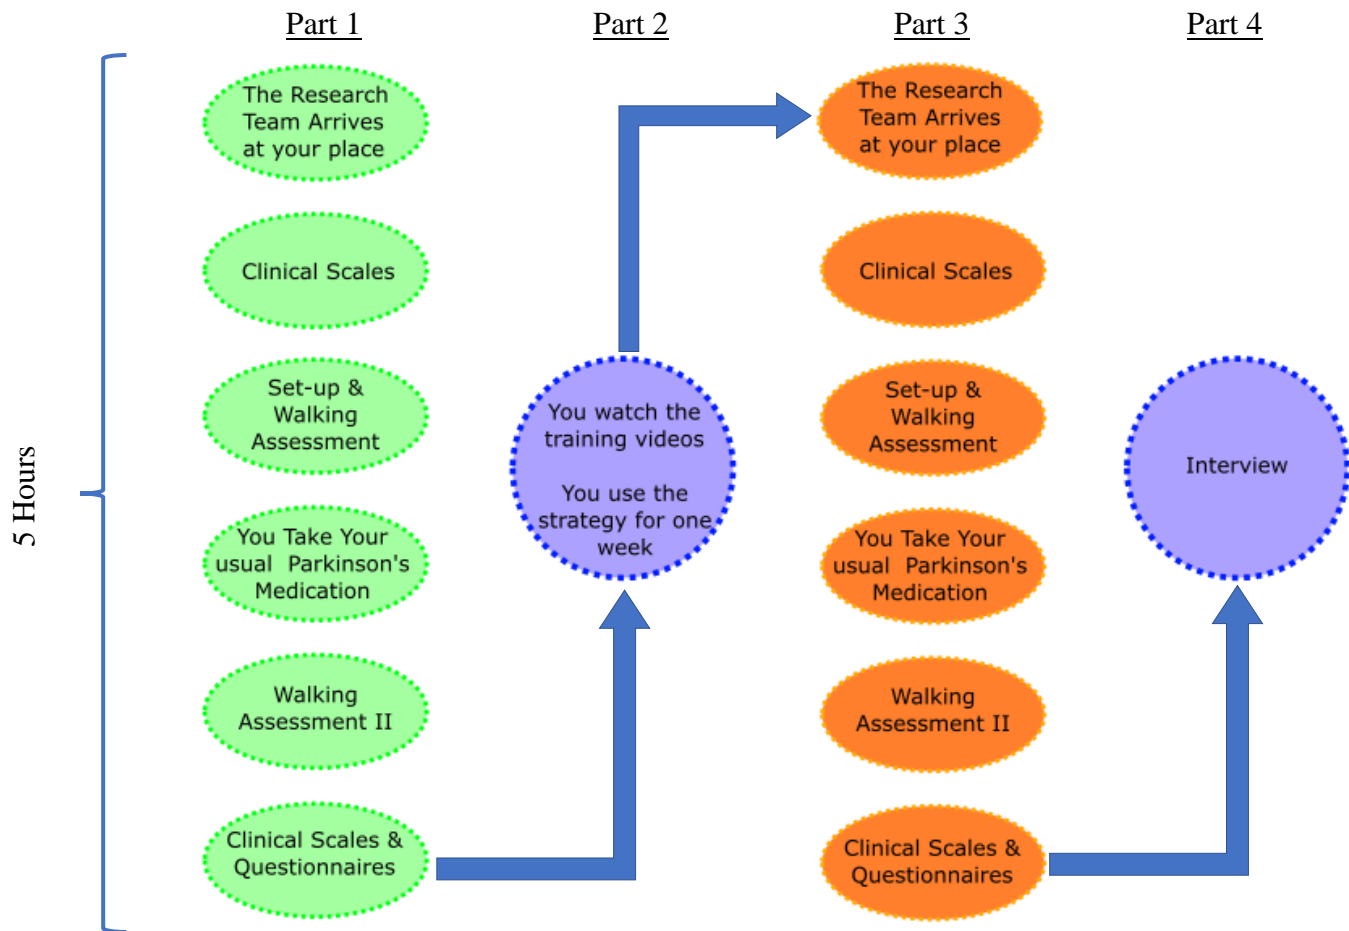 Part 1
Part 2
Part 3
Part 4
5 Hours
The Research
Team Arrives
at your place
Clinical Scales
Set-up &
Walking
Assessment
You Take Your
usual Parkinson's
Medication
Walking
Assessment II
Clinical Scales &
Questionnaires
You watch the
training videos
You use the
strategy for one
week
The Research
Team Arrives
at your place
Clinical Scales
Set-up &
Walking
Assessment
You Take Your
usual Parkinson's
Medication
Walking
Assessment II
Clinical Scales &
Questionnaires
Interview